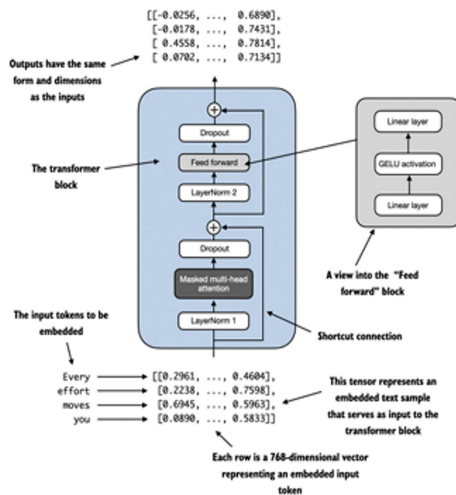 [[-0.0256, ..., 0.6890],
[-0.0178, ..., 0.7431],
[ 0.4558, ..., 0.7814],
[ 0.0702, ..., 0.7134]]
Outputs have the same
form and dimensions
as the inputs
+
Dropout
Feed forward
LayerNorm 2
+
Dropout
Masked multi-head
attention
LayerNorm 1
The transformer
block
Linear layer
GELU activation
Linear layer
A view into the "Feed
forward" block
Shortcut connection
The input tokens to be
embedded
Every
effort
moves
you
[[0.2961, ..., 0.4604],
[0.2238, ..., 0.7598],
[0.6945, ..., 0.5963],
[0.0890, ..., 0.5833]]
This tensor represents an
embedded text sample
that serves as input to the
transformer block
Each row is a 768-dimensional vector
representing an embedded input
token